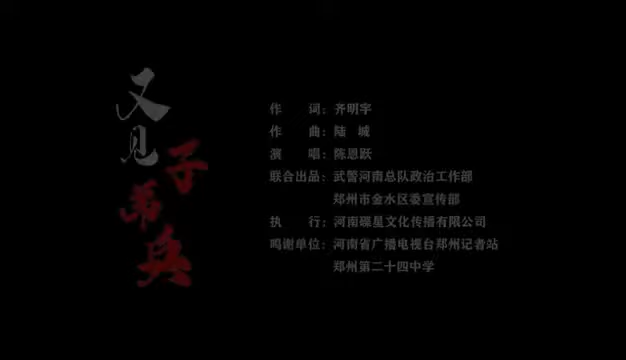 又见
子弟兵
作 词：齐明宇
作 曲：陆 城
演 唱：陈恩跃
联合出品：武警河南总队政治工作部
郑州市金水区委宣传部
执 行：河南碟星文化传播有限公司
鸣谢单位：河南省广播电视台郑州记者站
郑州第二十四中学